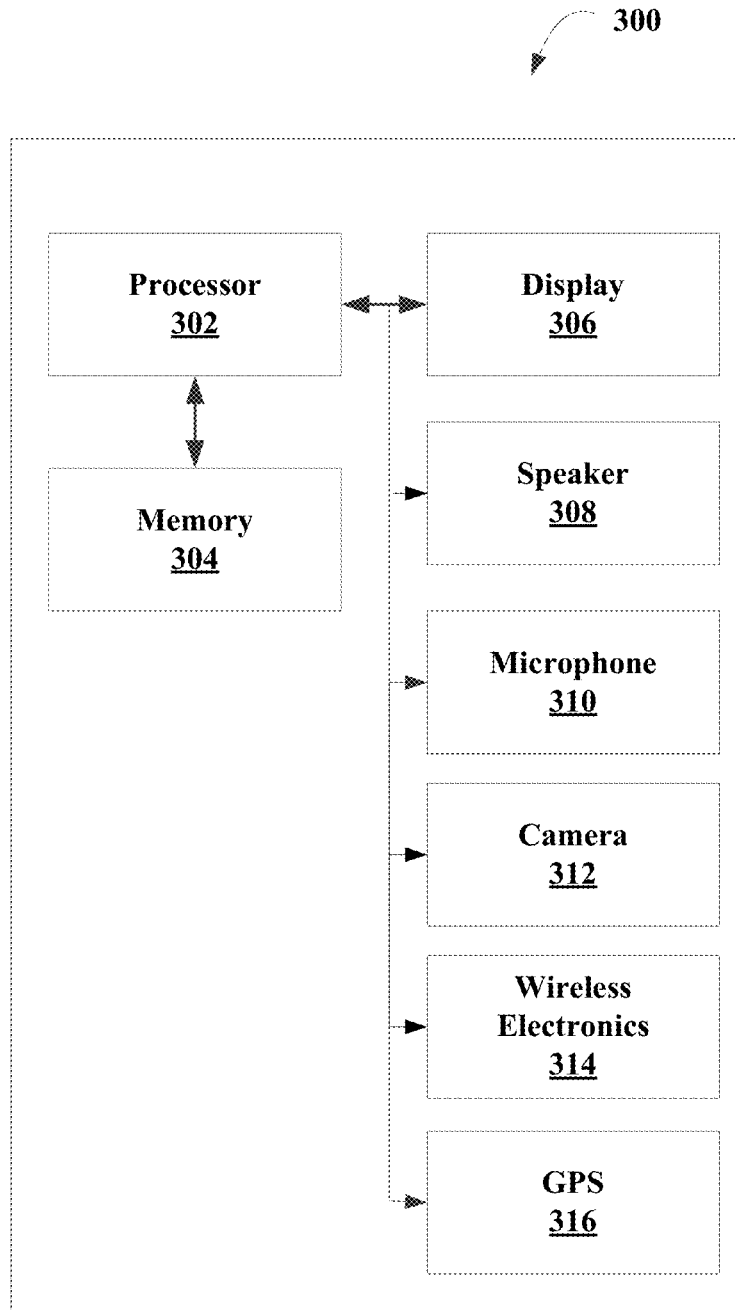 300
Processor
302
Display
306
Memory
304
Speaker
308
Microphone
310
Camera
312
Wireless
Electronics
314
GPS
316